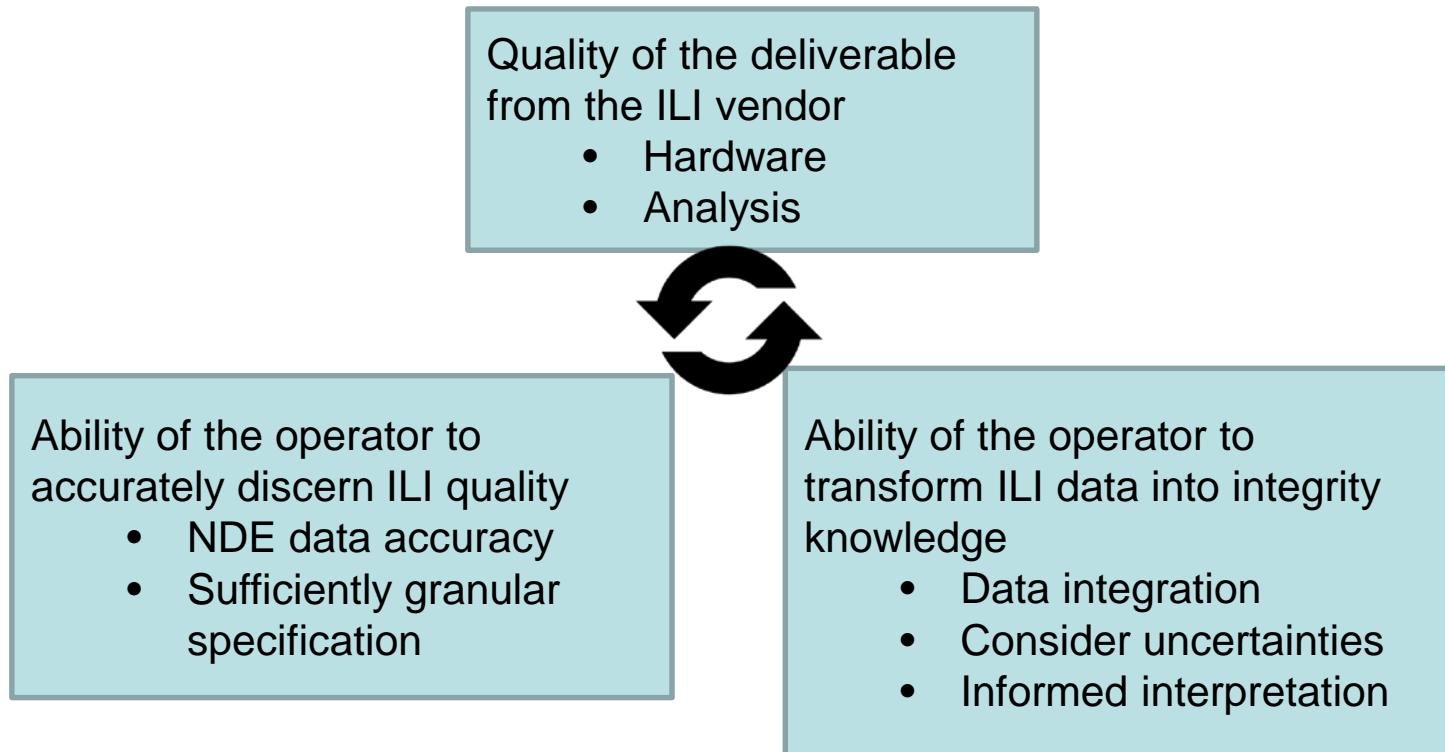 Quality of the deliverable
from the ILI vendor
• Hardware
• Analysis
Ability of the operator to
accurately discern ILI quality
• NDE data accuracy
• Sufficiently granular
specification
Ability of the operator to
transform ILI data into integrity
knowledge
• Data integration
• Consider uncertainties
• Informed interpretation